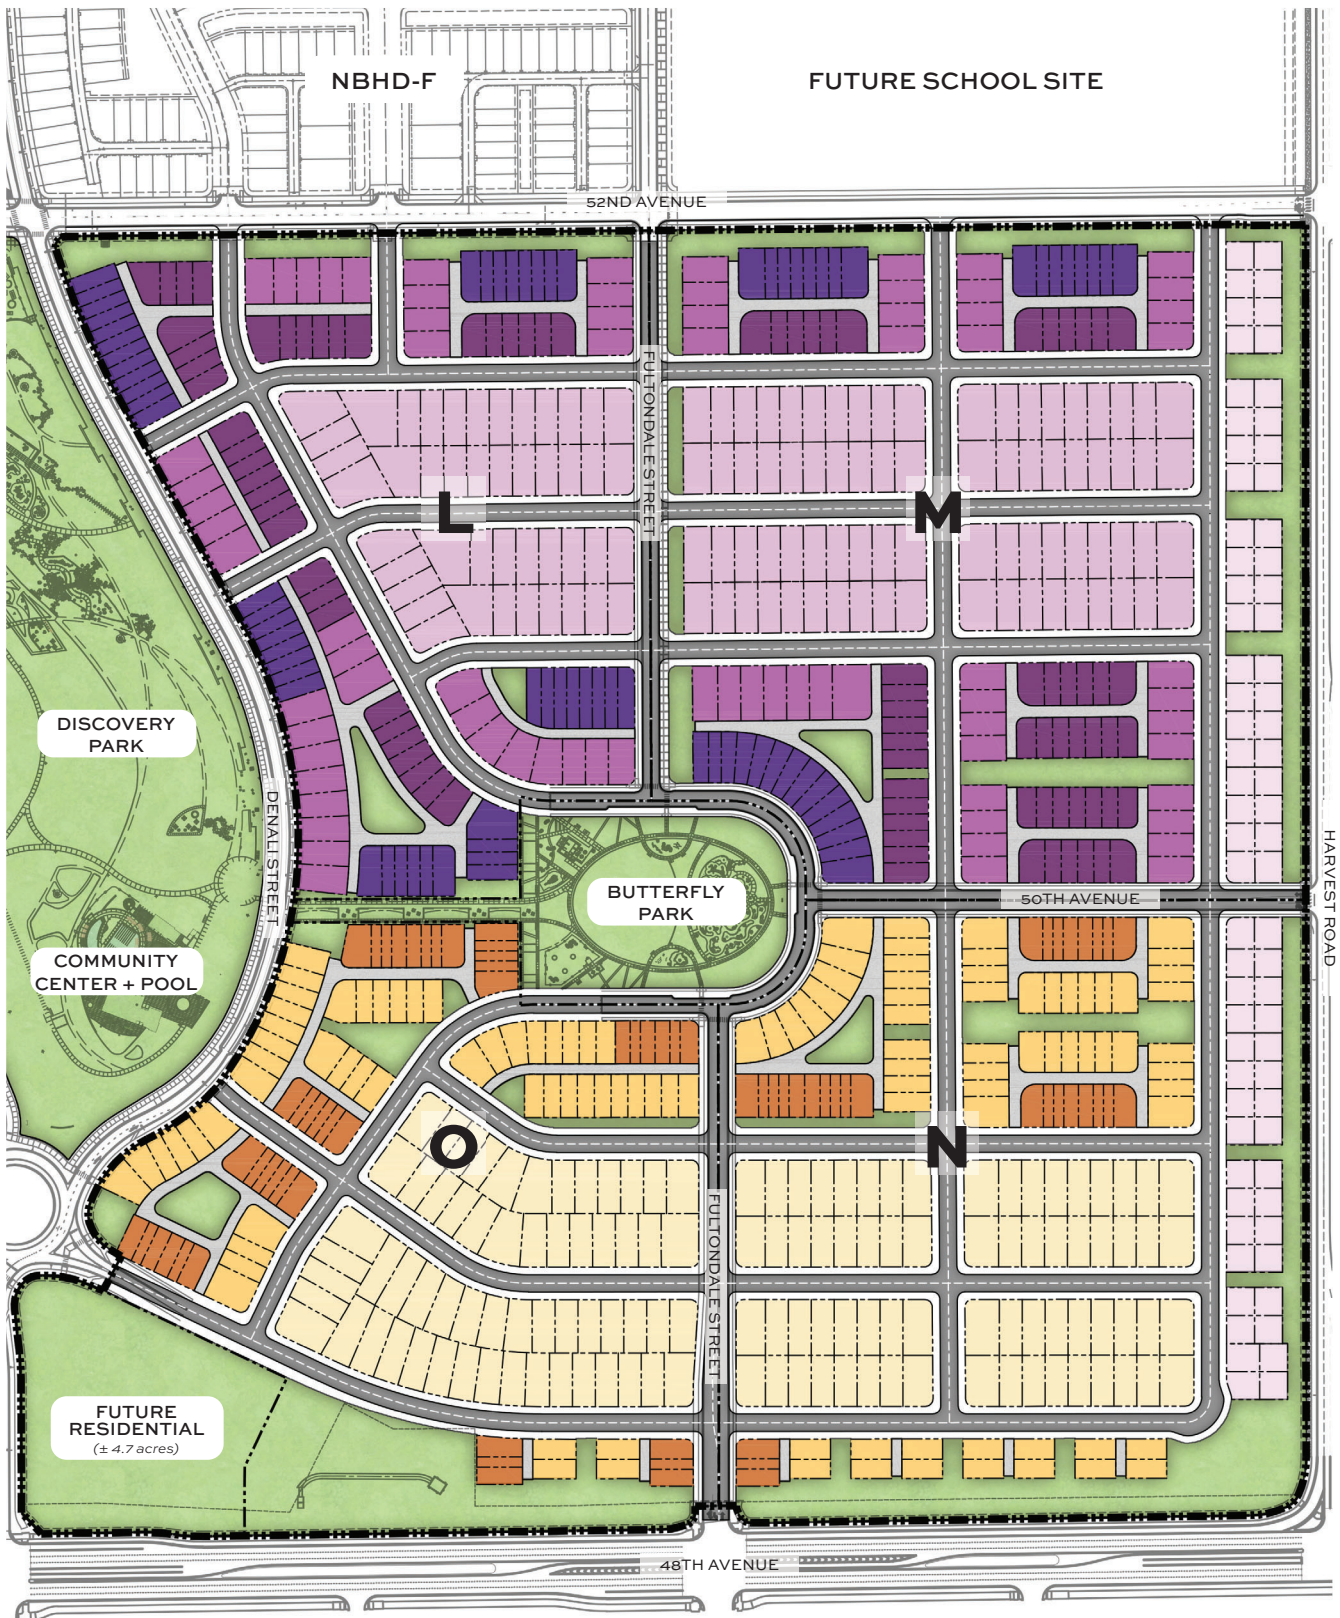 NBHD-F
FUTURE SCHOOL SITE
52ND AVENUE
FULTONDALE STREET
L
M
DISCOVERY
PARK
DENALI STREET
BUTTERFLY
PARK
50TH AVENUE
HARVEST ROAD
COMMUNITY
CENTER + POOL
O
N
FULTONDALE STREET
FUTURE
RESIDENTIAL
(± 4.7 acres)
48TH AVENUE